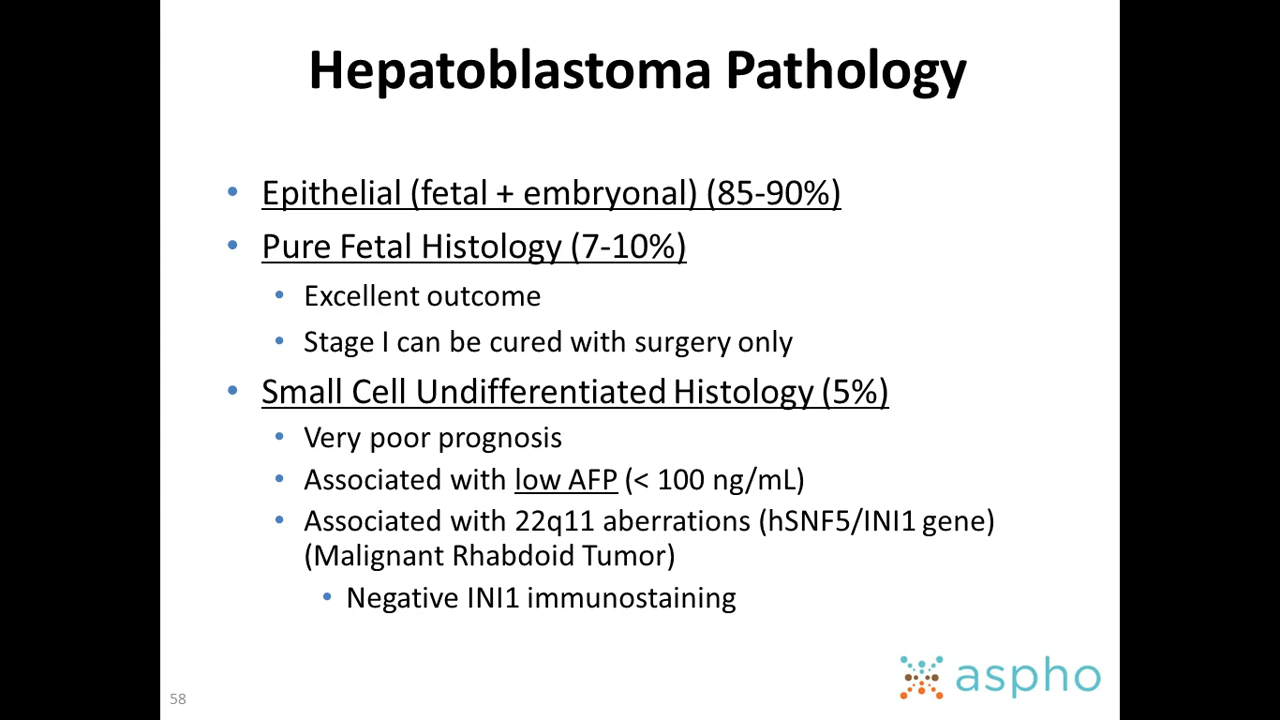 Hepatoblastoma Pathology
• Epithelial (fetal + embryonal) (85-90%)
• Pure Fetal Histology (7-10%)
• Excellent outcome
• Stage I can be cured with surgery only
• Small Cell Undifferentiated Histology (5%)
• Very poor prognosis
• Associated with low AFP (< 100 ng/mL)
• Associated with 22q11 aberrations (hSNF5/INI1 gene)
(Malignant Rhabdoid Tumor)
• Negative INI1 immunostaining
aspho
58